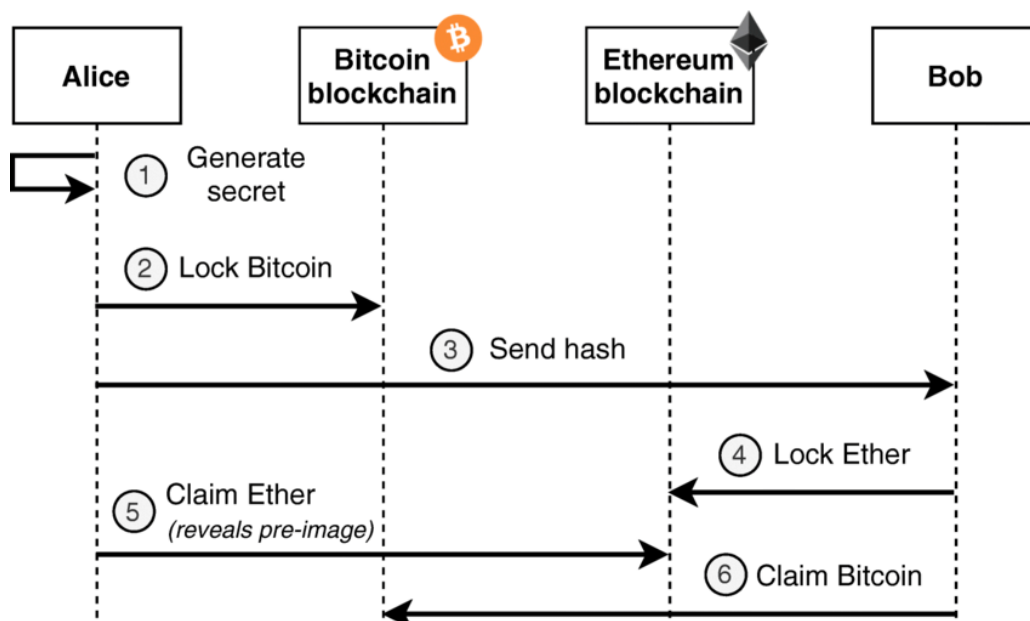 Alice
Bitcoin
blockchain
Ethereum
blockchain
Bob
1 Generate
secret
2 Lock Bitcoin
3 Send hash
4 Lock Ether
5 Claim Ether
(reveals pre-image)
6 Claim Bitcoin